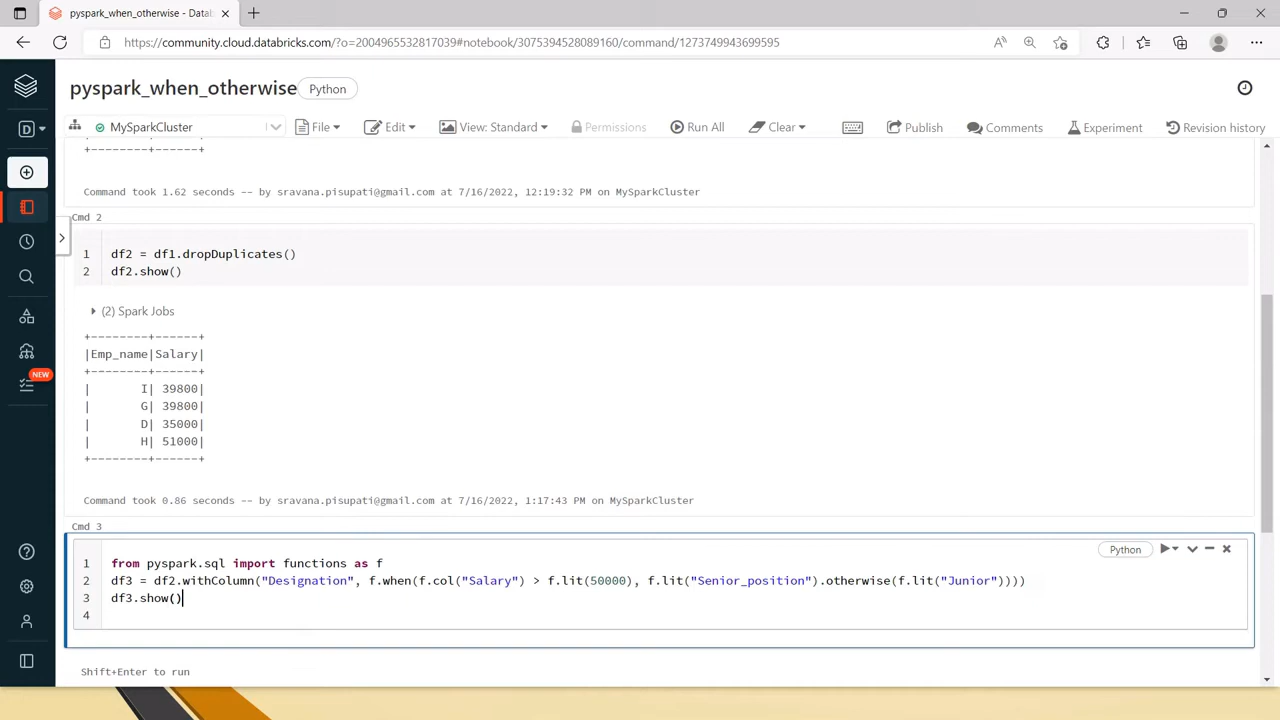 pyspark_when_otherwise - Datab
https://community.cloud.databricks.com/?o=2004965532817039#notebook/3075394528089160/command/1273749943699595
pyspark_when_otherwise Python
D MySparkCluster File Edit View: Standard Permissions Run All Clear Publish Comments Experiment Revision history
+--------+------+
Command took 1.62 seconds -- by sravana.pisupati@gmail.com at 7/16/2022, 12:19:32 PM on MySparkCluster
Cmd 2
1 df2 = df1.dropDuplicates()
2 df2.show()
(2) Spark Jobs
+--------+------+
|Emp_name|Salary|
+--------+------+
| I| 39800|
| G| 39800|
| D| 35000|
| H| 51000|
+--------+------+
NEW
Command took 0.86 seconds -- by sravana.pisupati@gmail.com at 7/16/2022, 1:17:43 PM on MySparkCluster
Cmd 3
Python
1 from pyspark.sql import functions as f
2 df3 = df2.withColumn("Designation", f.when(f.col("Salary") > f.lit(50000), f.lit("Senior_position").otherwise(f.lit("Junior"))))
3 df3.show()
4
Shift+Enter to run